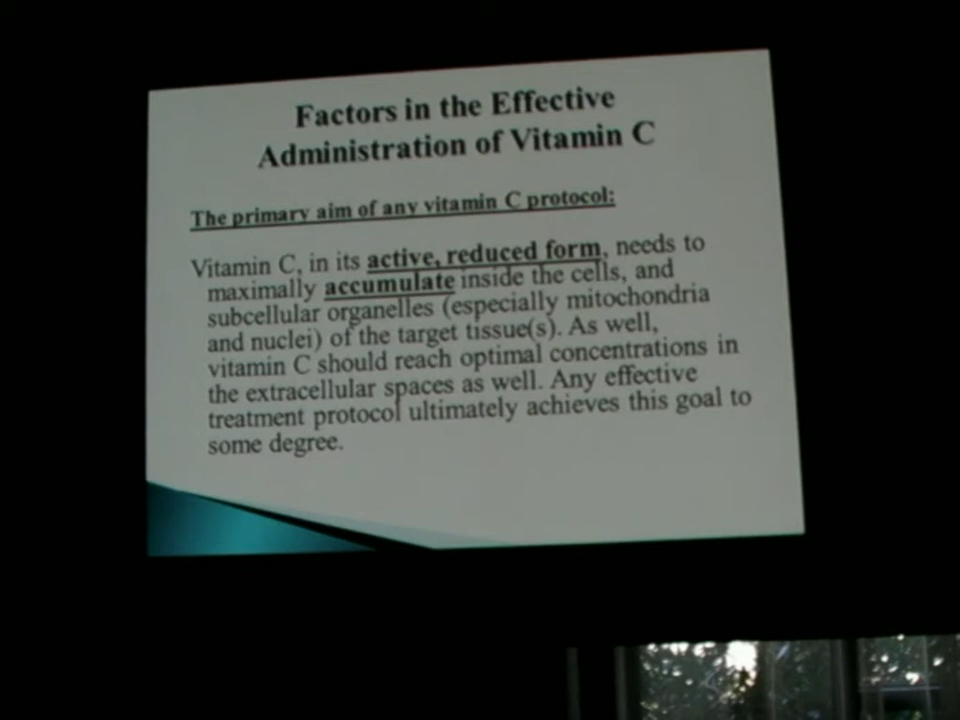 Factors in the Effective
Administration of Vitamin C
The primary aim of any vitamin C protocol:
Vitamin C, in its active, reduced form, needs to
maximally accumulate inside the cells, and
subcellular organelles (especially mitochondria
and nuclei) of the target tissue(s). As well,
vitamin C should reach optimal concentrations in
the extracellular spaces as well. Any effective
treatment protocol ultimately achieves this goal to
some degree.